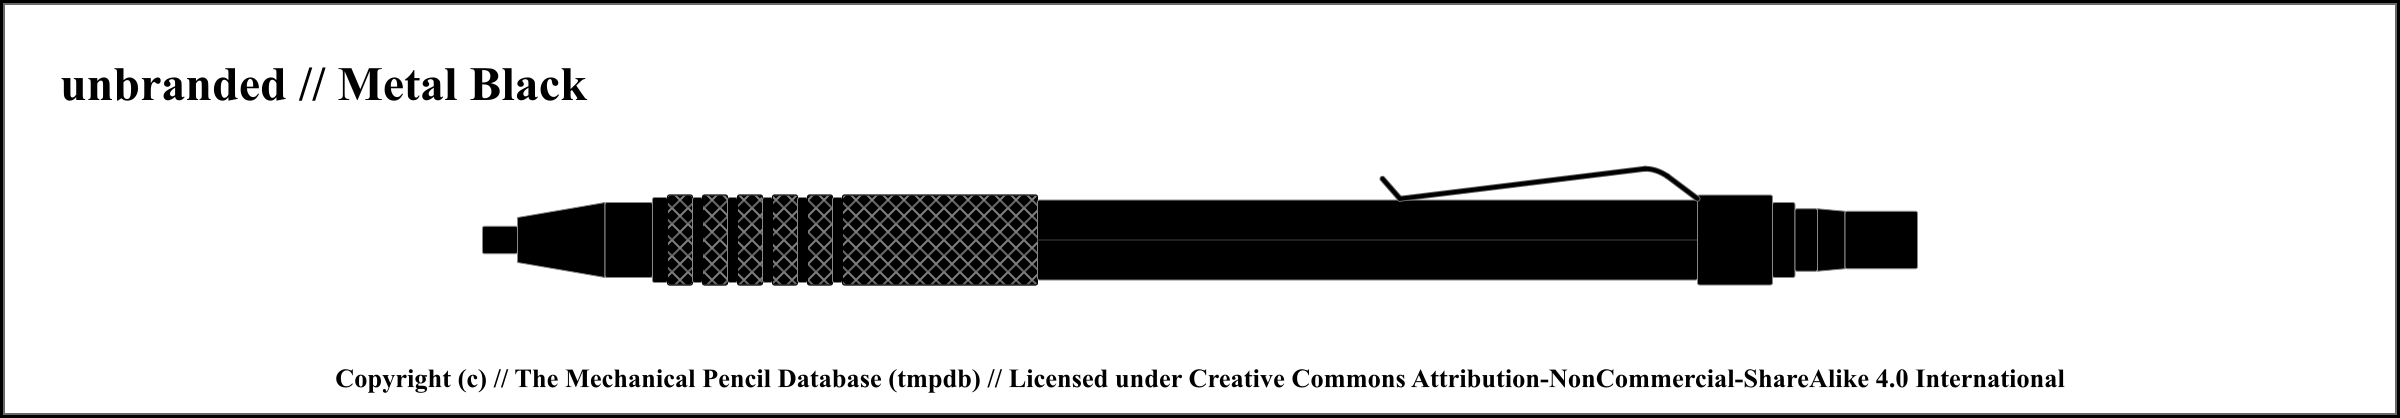 unbranded // Metal Black
Copyright (c) // The Mechanical Pencil Database (tmpdb) // Licensed under Creative Commons Attribution-NonCommercial-ShareAlike 4.0 International